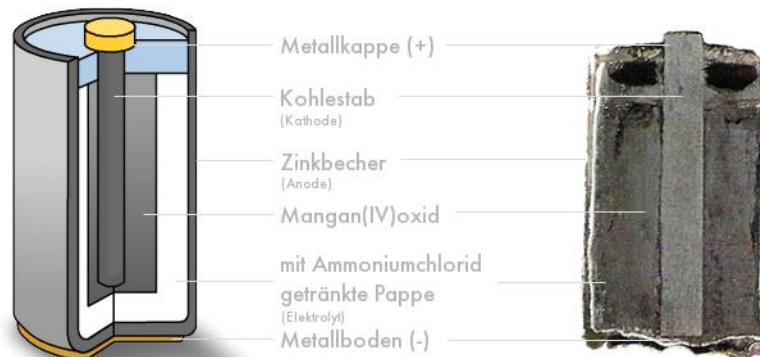 Metallkappe (+)
Kohlestab
(Kathode)
Zinkbecher
(Anode)
Mangan(IV)oxid
mit Ammoniumchlorid
getränkte Pappe
(Elektrolyt)
Metallboden (-)